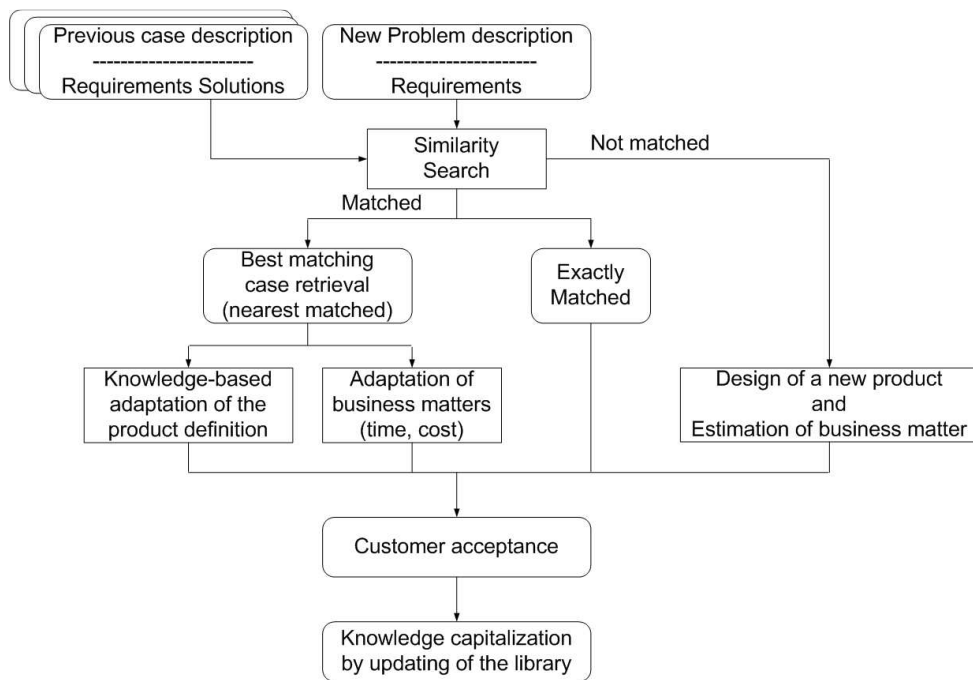 Previous case description
-----------------------
Requirements Solutions
New Problem description
-----------------------
Requirements
Similarity
Search
Not matched
Matched
Best matching
case retrieval
(nearest matched)
Exactly
Matched
Knowledge-based
adaptation of the
product definition
Adaptation of
business matters
(time, cost)
Design of a new product
and
Estimation of business matter
Customer acceptance
Knowledge capitalization
by updating of the library